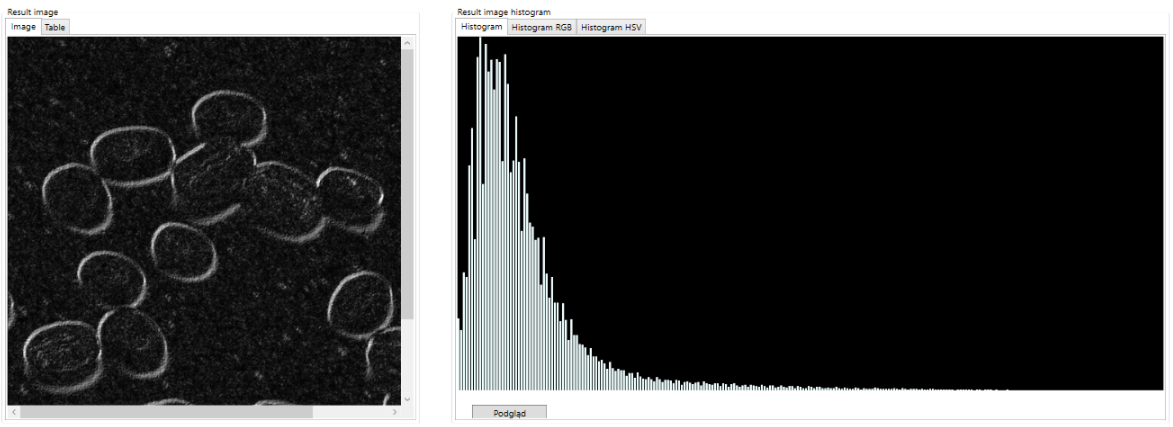 Result image
Image Table
Result image histogram
Histogram Histogram RGB Histogram HSV
Podgląd